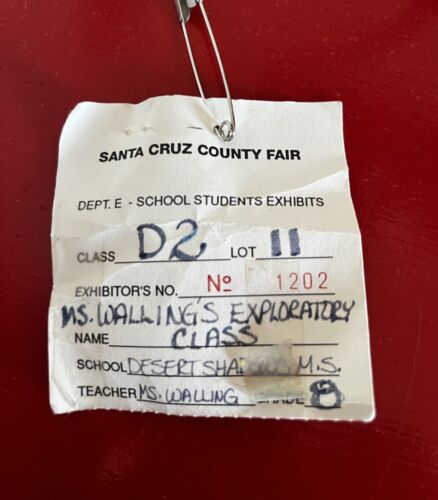 SANTA CRUZ COUNTY FAIR
DEPT. E - SCHOOL STUDENTS EXHIBITS
CLASS D2 LOT 11
EXHIBITOR'S NO. Nº 1202
MS. WALLING'S EXPLORATORY
NAME CLASS
SCHOOL DESERT SHADOWS M.S.
TEACHER MS. WALLING GRADE 8